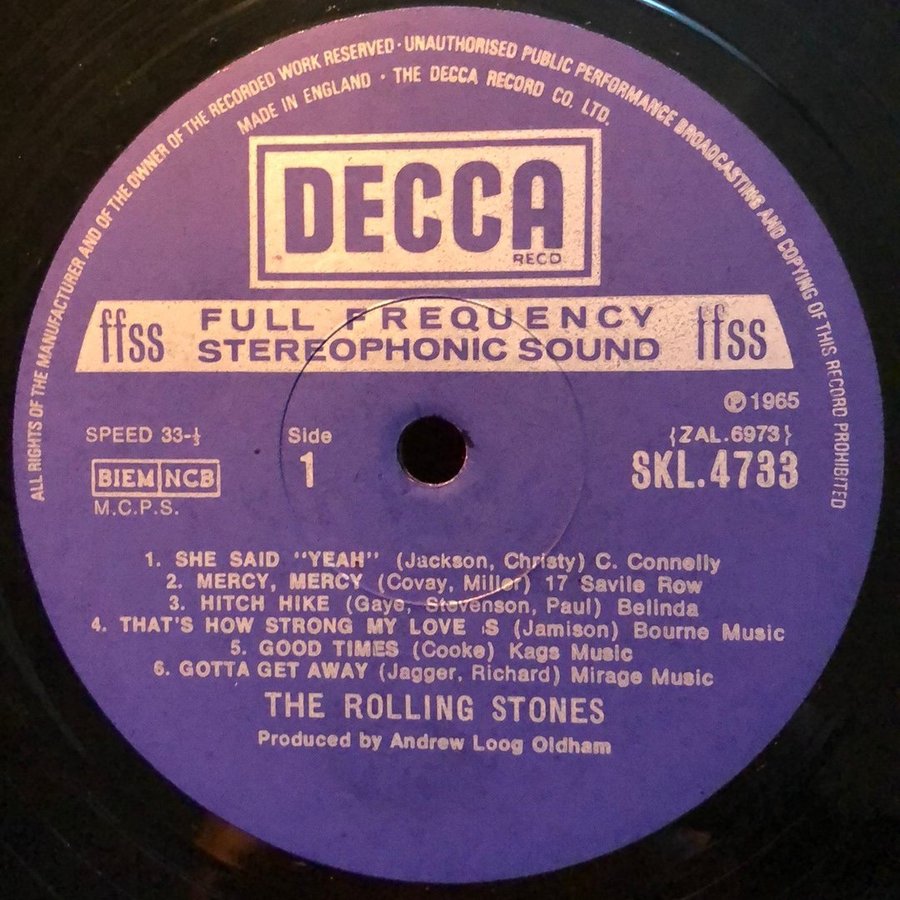 ALL RIGHTS OF THE MANUFACTURER AND OF THE OWNER OF THE RECORDED WORK RESERVED · UNAUTHORISED PUBLIC PERFORMANCE BROADCASTING AND COPYING OF THIS RECORD PROHIBITED
MADE IN ENGLAND · THE DECCA RECORD CO. LTD.
DECCA
RECD
ffss FULL FREQUENCY ffss
STEREOPHONIC SOUND
℗ 1965
SPEED 33-⅓ Side {ZAL.6973}
BIEM NCB 1 SKL.4733
M.C.P.S.
1. SHE SAID "YEAH" (Jackson, Christy) C. Connelly
2. MERCY, MERCY (Covay, Miller) 17 Savile Row
3. HITCH HIKE (Gaye, Stevenson, Paul) Belinda
4. THAT'S HOW STRONG MY LOVE S (Jamison) Bourne Music
5. GOOD TIMES (Cooke) Kags Music
6. GOTTA GET AWAY (Jagger, Richard) Mirage Music
THE ROLLING STONES
Produced by Andrew Loog Oldham